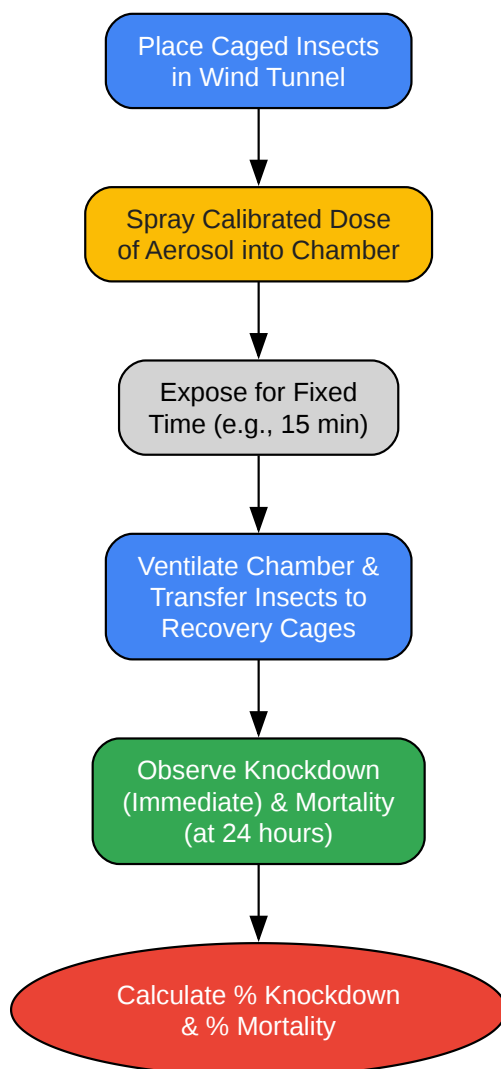 Place Caged Insects
in Wind Tunnel
Spray Calibrated Dose
of Aerosol into Chamber
Expose for Fixed
Time (e.g., 15 min)
Ventilate Chamber &
Transfer Insects to
Recovery Cages
Observe Knockdown
(Immediate) & Mortality
(at 24 hours)
Calculate % Knockdown
& % Mortality